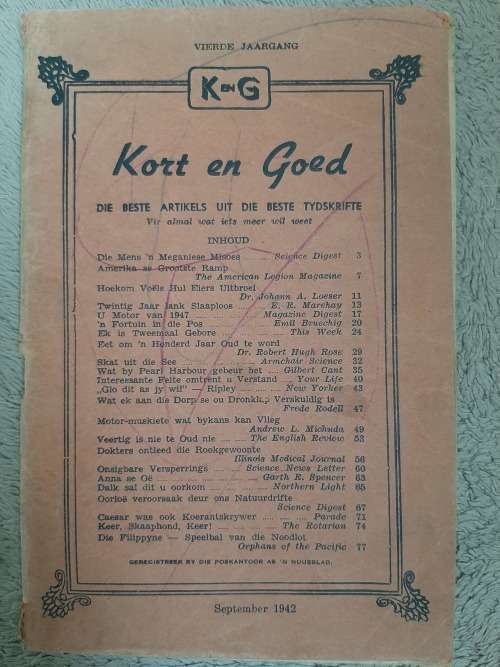 VIERDE JAARGANG
K EN G
Kort en Goed
DIE BESTE ARTIKELS UIT DIE BESTE TYDSKRIFTE
Vir almal wat iets meer wil weet
INHOUD
Die Mens 'n Meganiese Misoes .... Science Digest 3
Amerika se Grootste Ramp
The American Legion Magazine 7
Hoekom Voëls Hul Eiers Uitbroei
Dr. Johann A. Loeser 11
Twintig Jaar lank Slaaploos .... E. R. Marchay 13
U Motor van 1947 .... Magazine Digest 17
'n Fortuin in die Pos .... Emil Brueschig 20
Ek is Tweemaal Gebore .... This Week 24
Eet om 'n Honderd Jaar Oud te word
Dr. Robert Hugh Rose 29
Skat uit die See .... Armchair Science 32
Wat by Pearl Harbour gebeur het .... Gilbert Cant 35
Interessante Feite omtrent u Verstand .. Your Life 40
„Glo dit as jy wil" — Ripley .... New Yorker 43
Wat ek aan die Dorp se ou Dronklap Verskuldig is
Frede Rodell 47
Motor-muskiete wat bykans kan Vlieg
Andrew L. Michuda 49
Veertig is nie te Oud nie .... The English Review 53
Dokters ontleed die Rookgewoonte
Illinois Medical Journal 56
Onsigbare Versperrings .... Science News Letter 60
Anna se Oë .... Garth R. Spencer 63
Dalk sal dit u oorkom .... Northern Light 65
Oorloë veroorsaak deur ons Natuurdrifte
Science Digest 67
Caesar was ook Koerantskrywer .... Parade 71
Keer, Skaaphond, Keer! .... The Rotarian 74
Die Filippyne — Speelbal van die Noodlot
Orphans of the Pacific 77
GEREGISTREER BY DIE POSKANTOOR AS 'N NUUSBLAD.
September 1942